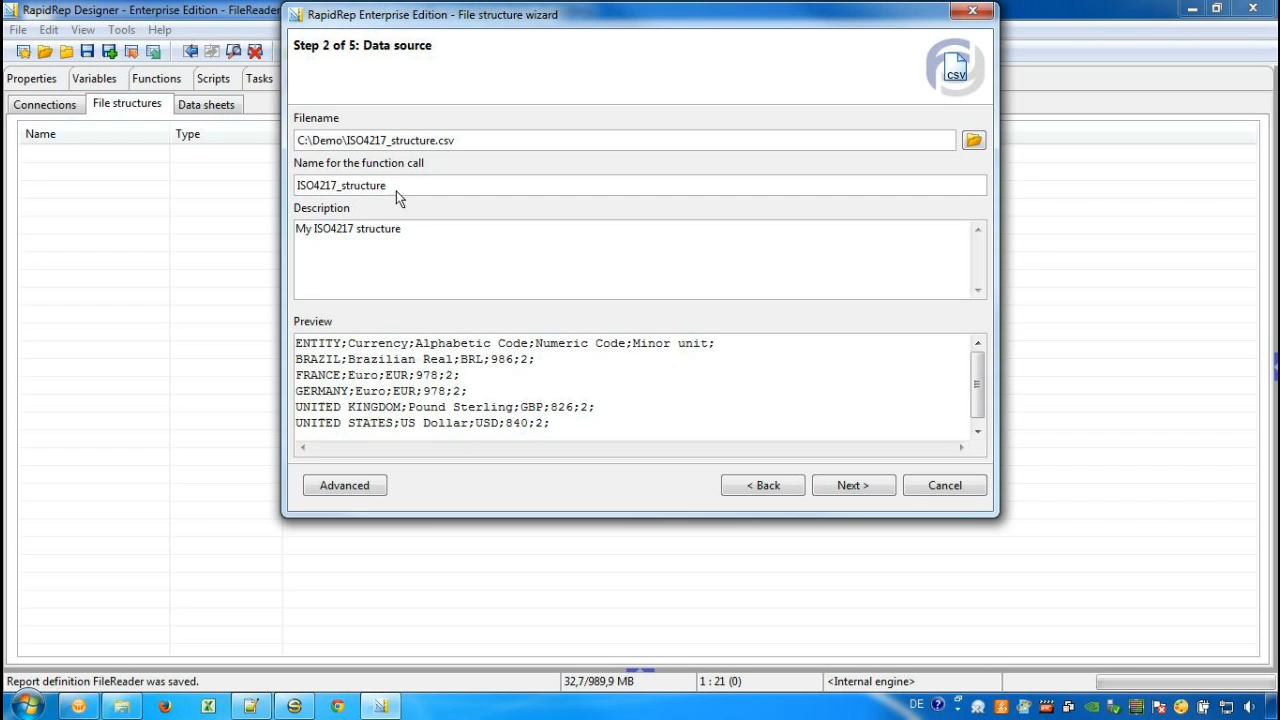 RapidRep Designer - Enterprise Edition - FileReader
File Edit View Tools Help
Properties Variables Functions Scripts Tasks
Connections File structures Data sheets
Name Type
RapidRep Enterprise Edition - File structure wizard
Step 2 of 5: Data source
CSV
Filename
C:\Demo\ISO4217_structure.csv
Name for the function call
ISO4217_structure
Description
My ISO4217 structure
Preview
ENTITY;Currency;Alphabetic Code;Numeric Code;Minor unit;
BRAZIL;Brazilian Real;BRL;986;2;
FRANCE;Euro;EUR;978;2;
GERMANY;Euro;EUR;978;2;
UNITED KINGDOM;Pound Sterling;GBP;826;2;
UNITED STATES;US Dollar;USD;840;2;
Advanced < Back Next > Cancel
Report definition FileReader was saved. 32,7/989,9 MB 1 : 21 (0) <Internal engine>
DE